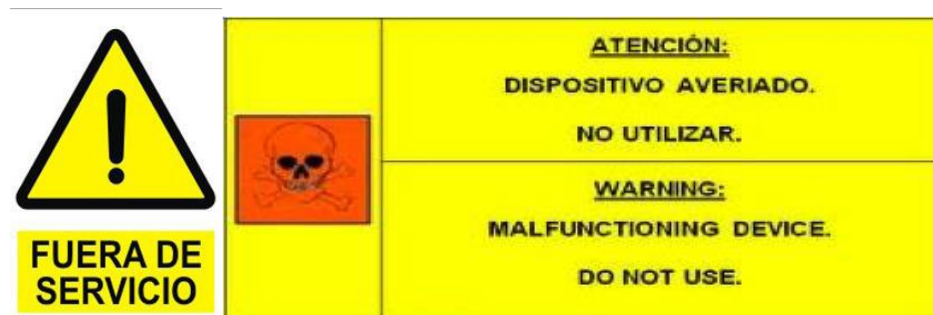 FUERA DE
SERVICIO
ATENCIÓN:
DISPOSITIVO AVERIADO.
NO UTILIZAR.
WARNING:
MALFUNCTIONING DEVICE.
DO NOT USE.